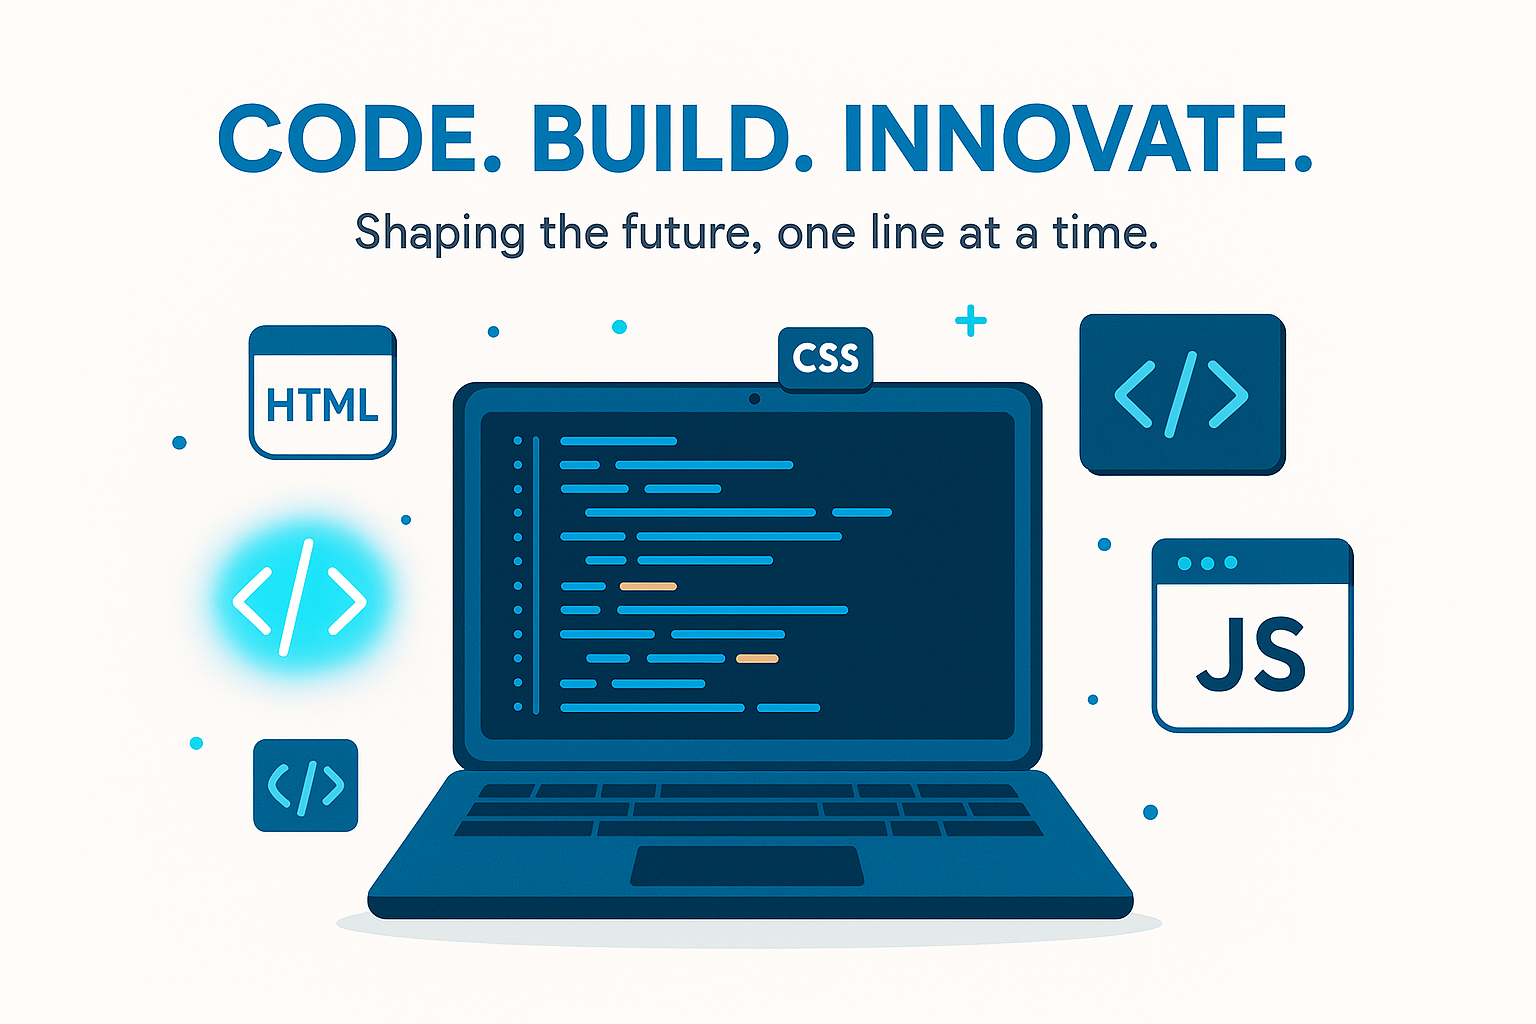 CODE. BUILD. INNOVATE.
Shaping the future, one line at a time.
HTML
CSS
</>
</>
JS
</>